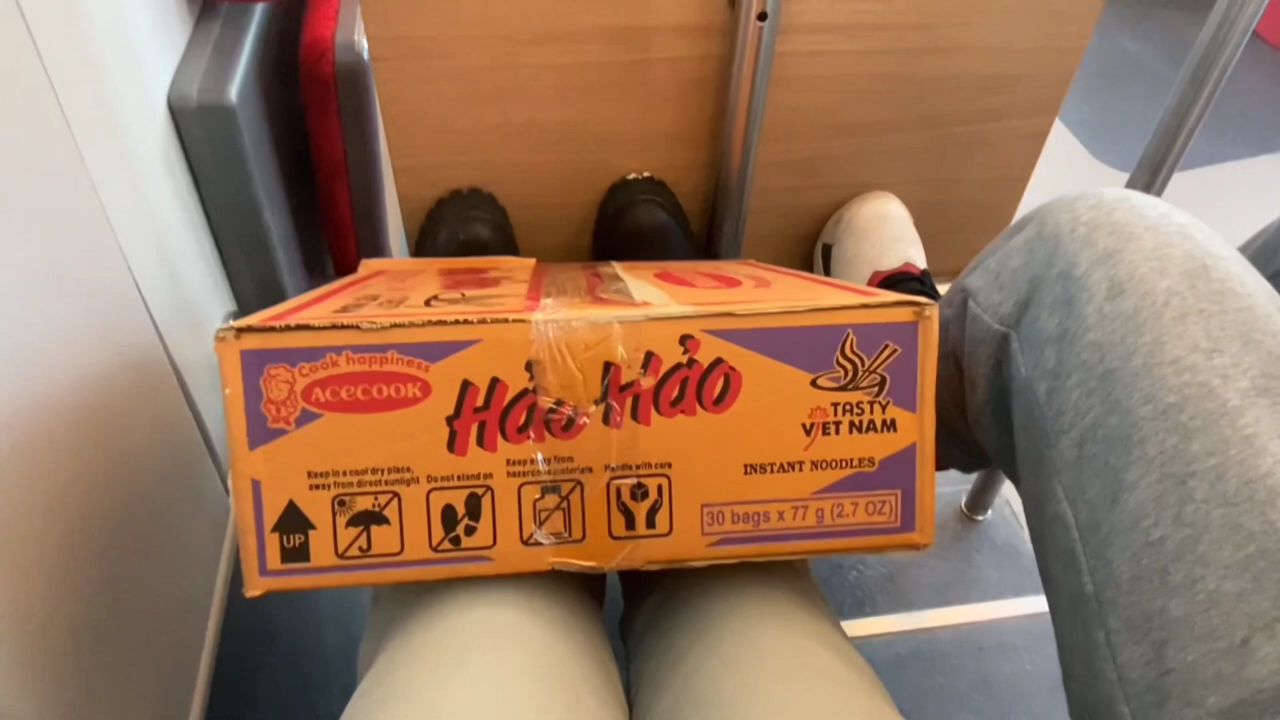 Cook happiness
ACECOOK
Hảo Hảo
TASTY
VIET NAM
INSTANT NOODLES
30 bags x 77 g (2.7 OZ)
Keep in a cool dry place,
away from direct sunlight
Do not stand on
Keep away from
hazardous materials
Handle with care
UP